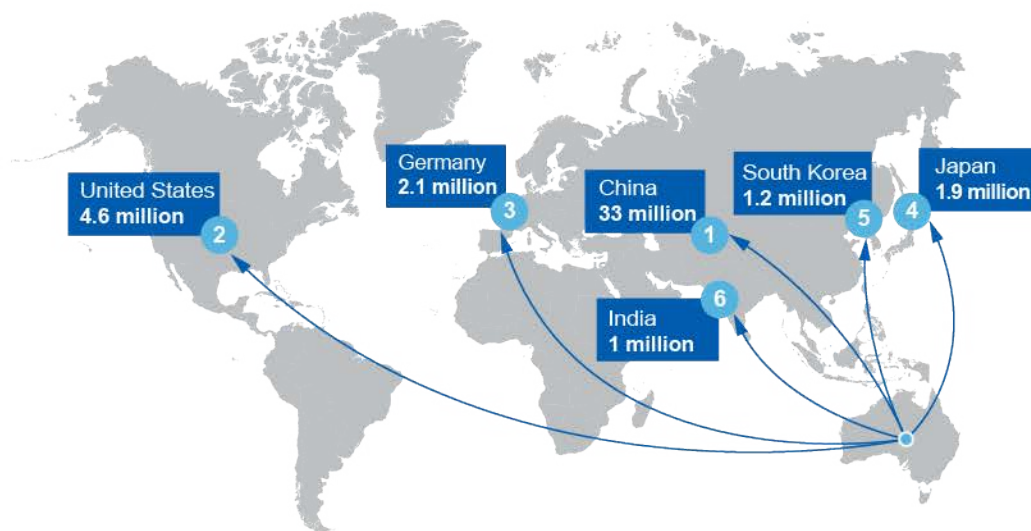 United States
4.6 million
2
Germany
2.1 million
3
China
33 million
1
South Korea
1.2 million
5
Japan
1.9 million
4
India
1 million
6